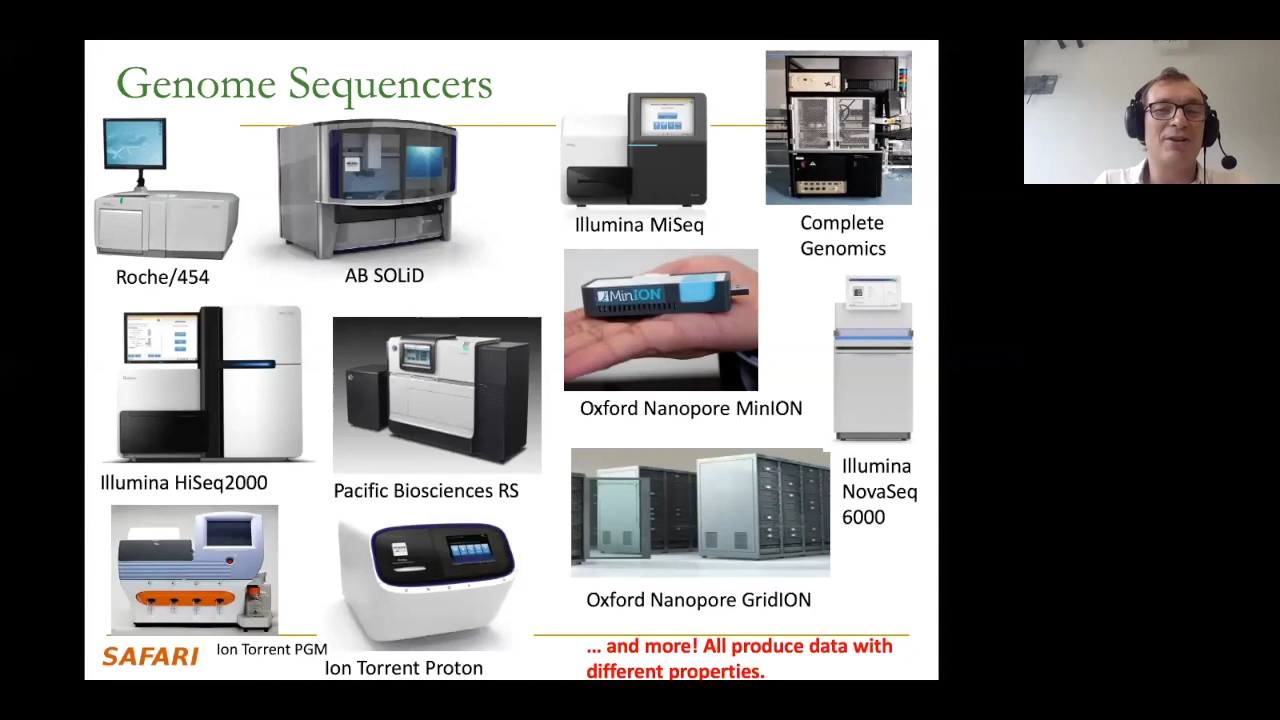 Genome Sequencers
Roche/454
AB SOLiD
Illumina MiSeq
Complete
Genomics
MinION
Oxford Nanopore MinION
Illumina HiSeq2000
Pacific Biosciences RS
Illumina
NovaSeq
6000
Oxford Nanopore GridION
Ion Torrent PGM
Ion Torrent Proton
... and more! All produce data with
different properties.
SAFARI